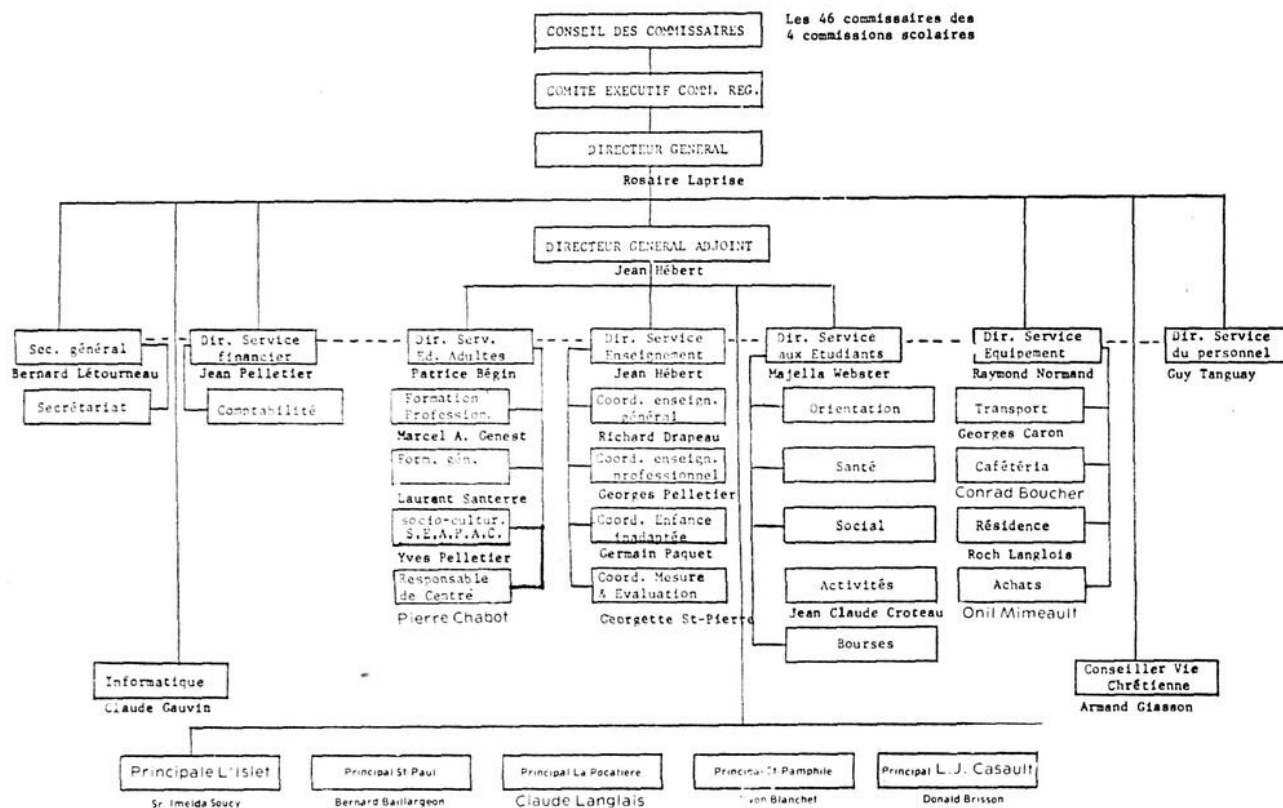 CONSEIL DES COMMISSAIRES
Les 46 commissaires des
4 commissions scolaires
COMITE EXECUTIF COMM. REG.
DIRECTEUR GENERAL
Rosaire Laprise
DIRECTEUR GENERAL ADJOINT
Jean Hébert
Sec. général
Bernard Létourneau
Secrétariat
Dir. Service
financier
Jean Pelletier
Comptabilité
Dir. Serv.
Ed. Adultes
Patrice Bégin
Formation
Profession.
Marcel A. Genest
Form. gén.
Laurent Santerre
socio-cultur.
S.E.A.P.A.C.
Yves Pelletier
Responsable
de Centre
Pierre Chabot
Dir. Service
Enseignement
Jean Hébert
Coord. enseign.
général
Richard Drapeau
Coord. enseign.
professionnel
Georges Pelletier
Coord. Enfance
inadaptée
Germain Paquet
Coord. Mesure
& Evaluation
Georgette St-Pierre
Dir. Service
aux Etudiants
Majella Webster
Orientation
Santé
Social
Activités
Jean Claude Croteau
Bourses
Dir. Service
Equipement
Raymond Normand
Transport
Georges Caron
Cafétéria
Conrad Boucher
Résidence
Roch Langlois
Achats
Onil Mimeault
Dir. Service
du personnel
Guy Tanguay
Informatique
Claude Gauvin
Conseiller Vie
Chrétienne
Armand Giasson
Principale L'Islet
Sr. Imelda Soucy
Principal St-Paul
Bernard Baillargeon
Principal La Pocatière
Claude Langlais
Principal St-Pamphile
Yvon Blanchet
Principal L.J. Casault
Donald Brisson